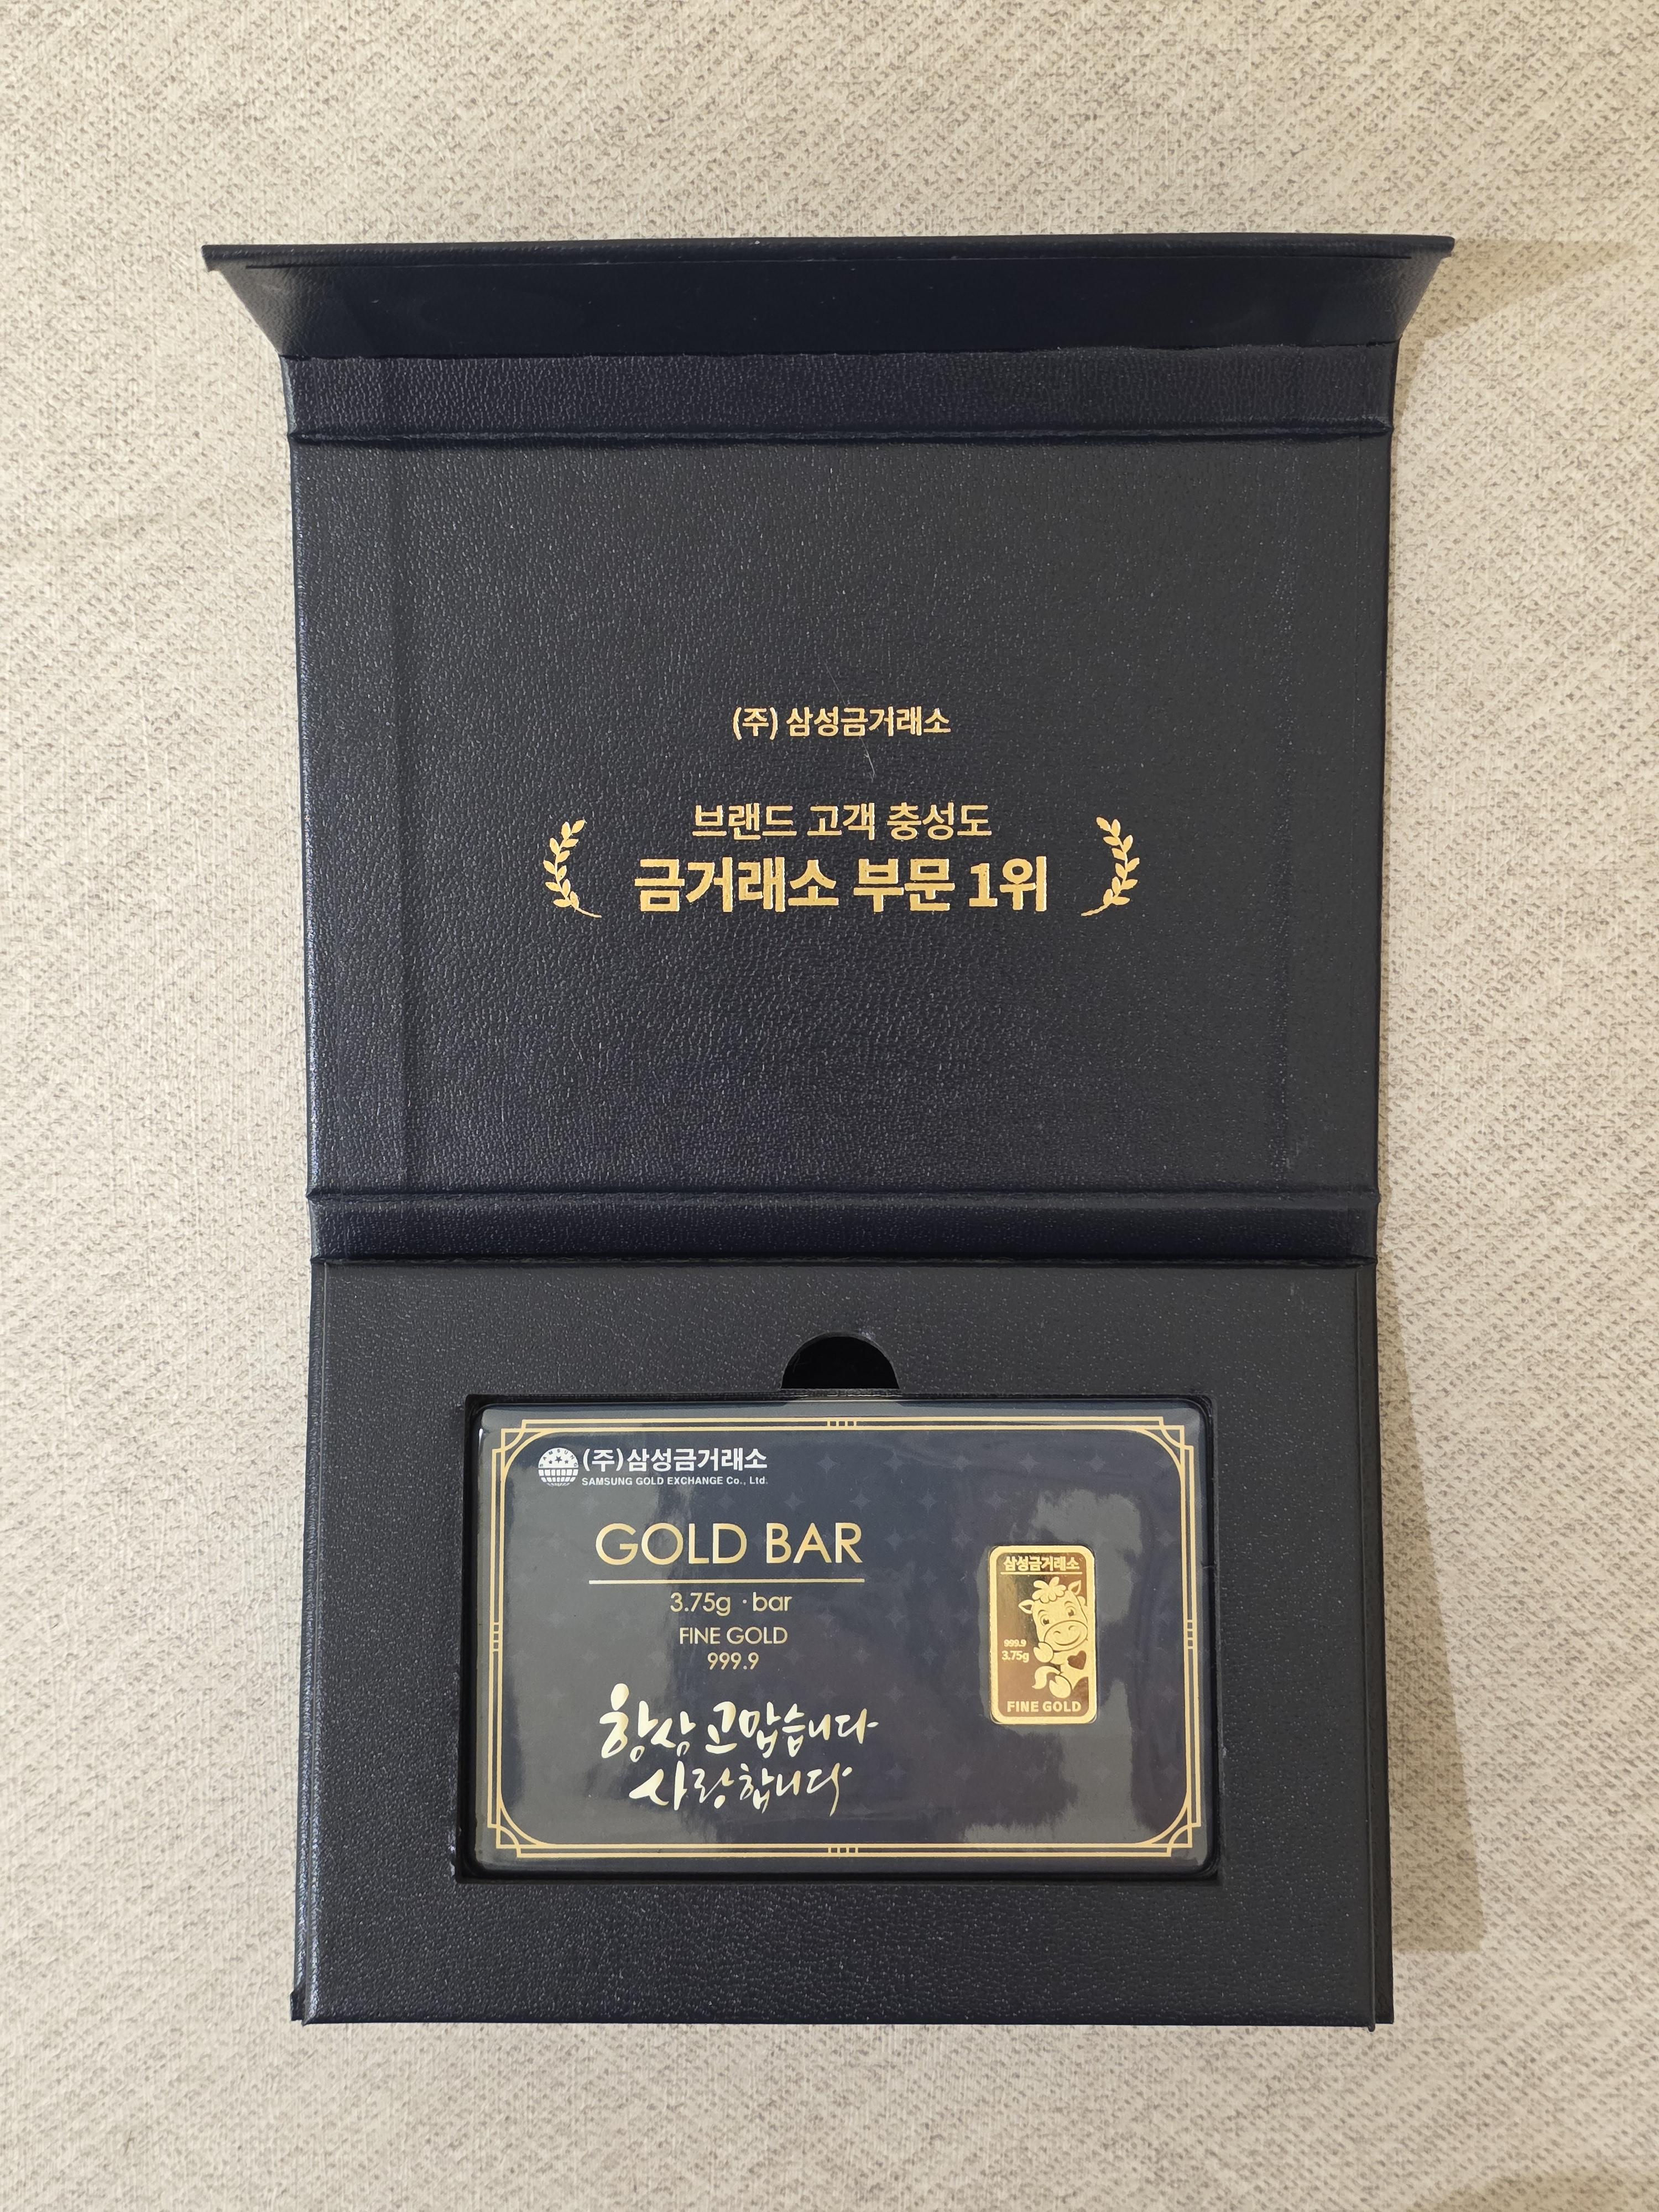 (주) 삼성금거래소
브랜드 고객 충성도
금거래소 부문 1위
(주)삼성금거래소
SAMSUNG GOLD EXCHANGE Co., Ltd.
GOLD BAR
3.75g · bar
FINE GOLD
999.9
항상 고맙습니다
사랑합니다
삼성금거래소
999.9
3.75g
FINE GOLD